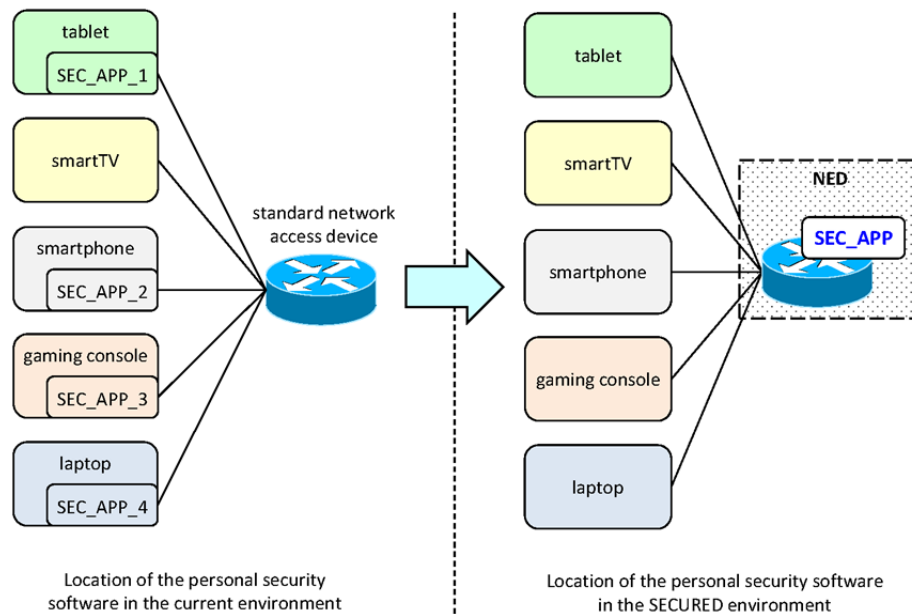 tablet
SEC_APP_1
smartTV
smartphone
SEC_APP_2
gaming console
SEC_APP_3
laptop
SEC_APP_4
standard network
access device
Location of the personal security
software in the current environment
tablet
smartTV
smartphone
gaming console
laptop
NED
SEC_APP
Location of the personal security software
in the SECURED environment